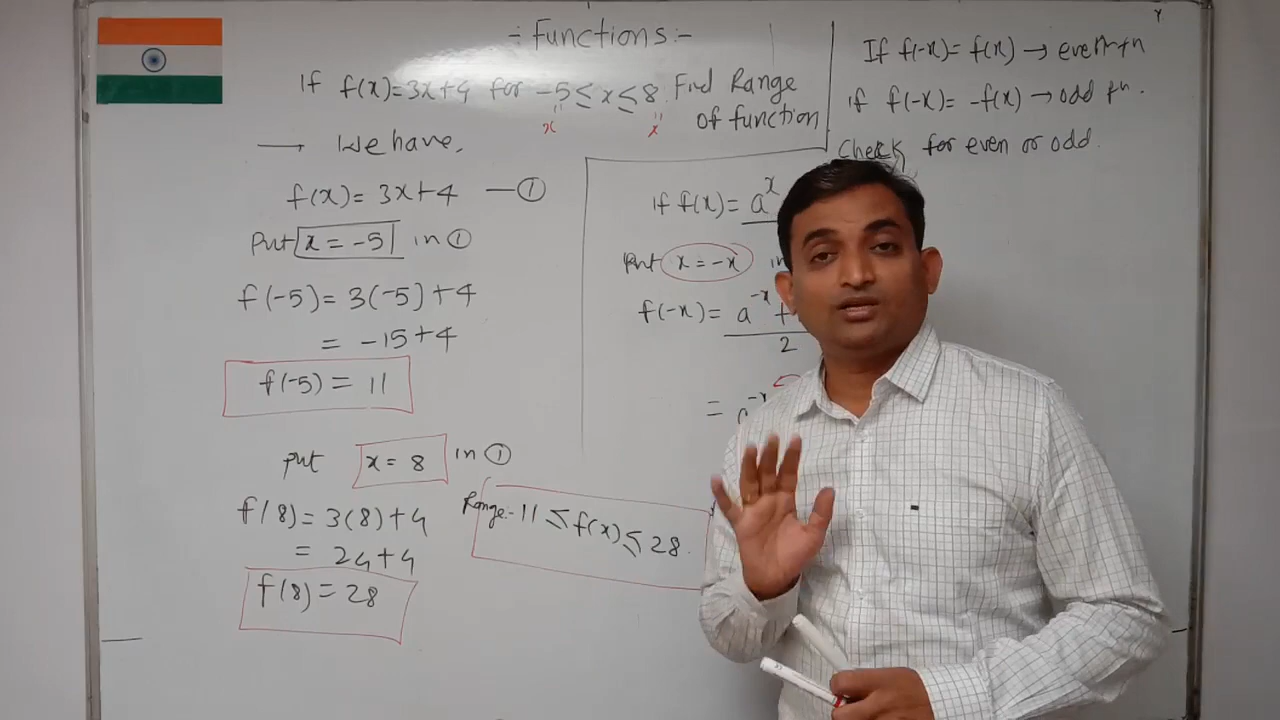 = Functions:-
If f(x)=3x+4 for -5 ≤ x ≤ 8 Find Range
of function
x x
→ We have,
f(x) = 3x+4 —①
Put x = -5 in ①
f(-5) = 3(-5)+4
= -15+4
f(-5) = 11
put x = 8 in ①
f(8) = 3(8)+4
= 24+4
f(8) = 28
Range:- 11 ≤ f(x) ≤ 28.
If f(-x) = f(x) → even fn
if f(-x) = -f(x) → odd fn.
Check for even or odd.
If f(x) = a^x
Put x = -x in
f(-x) = a^-x +
2
= a^-x